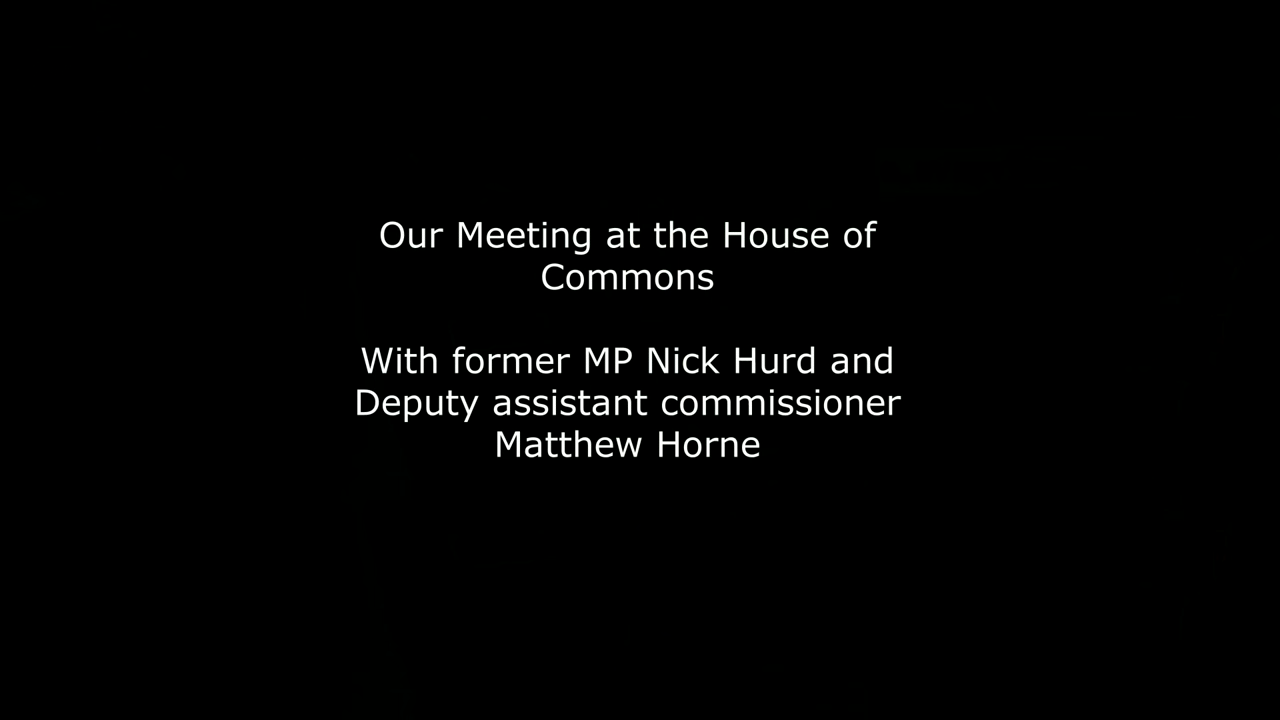 Our Meeting at the House of
Commons
With former MP Nick Hurd and
Deputy assistant commissioner
Matthew Horne